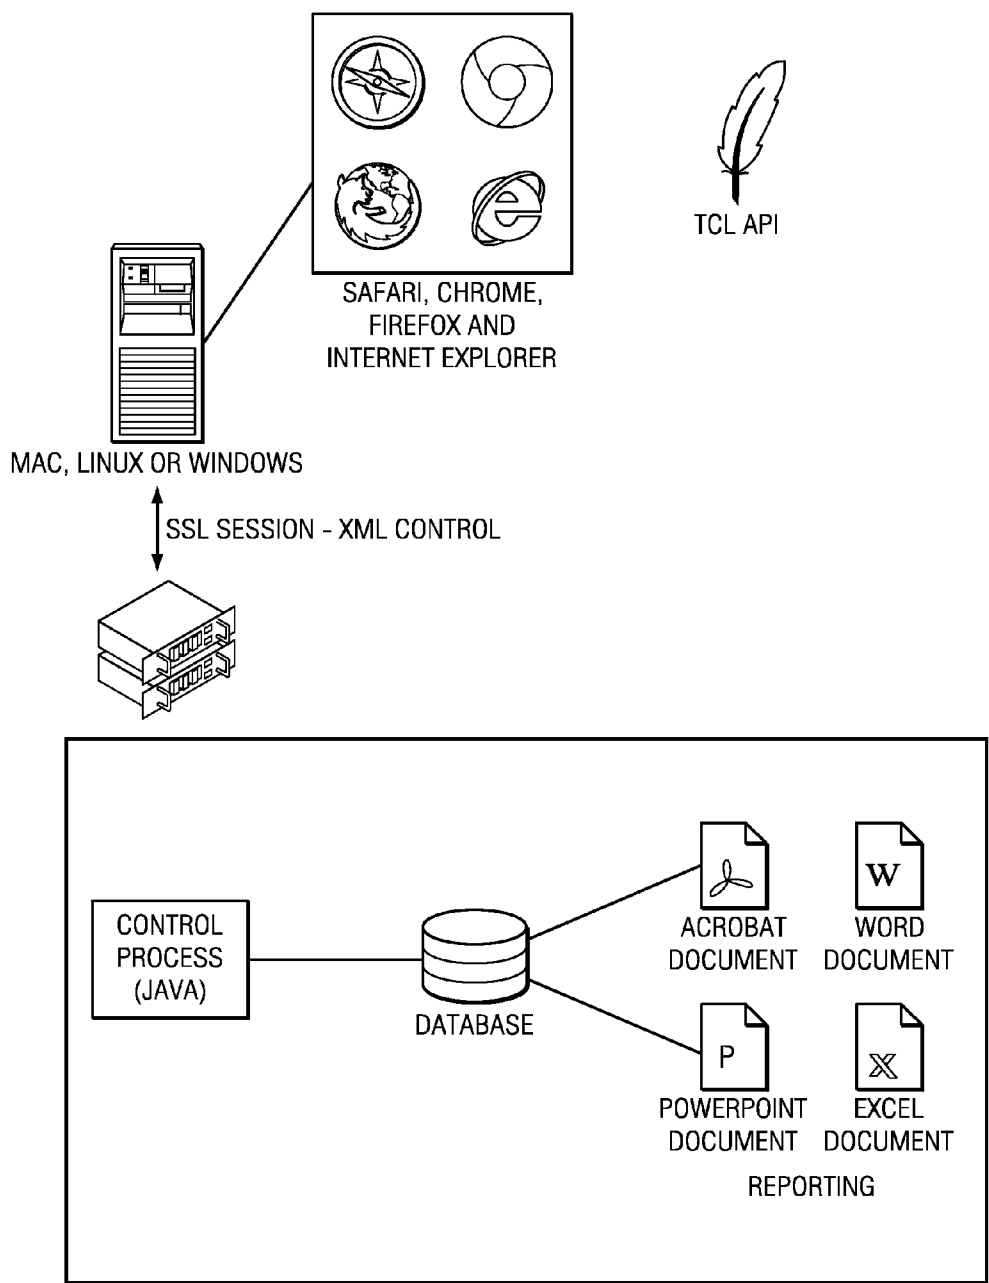 TCL API
SAFARI, CHROME,
FIREFOX AND
INTERNET EXPLORER
MAC, LINUX OR WINDOWS
SSL SESSION - XML CONTROL
CONTROL
PROCESS
(JAVA)
DATABASE
ACROBAT
DOCUMENT
W
WORD
DOCUMENT
P
POWERPOINT
DOCUMENT
X
EXCEL
DOCUMENT
REPORTING